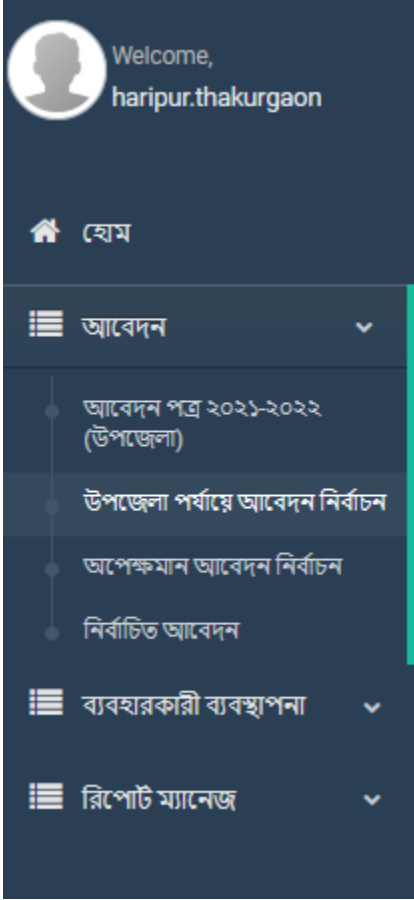 Welcome,
haripur.thakurgaon
হোম
আবেদন
আবেদন পত্র ২০২১-২০২২
(উপজেলা)
উপজেলা পর্যায়ে আবেদন নির্বাচন
অপেক্ষমান আবেদন নির্বাচন
নির্বাচিত আবেদন
ব্যবহারকারী ব্যবস্থাপনা
রিপোর্ট ম্যানেজ